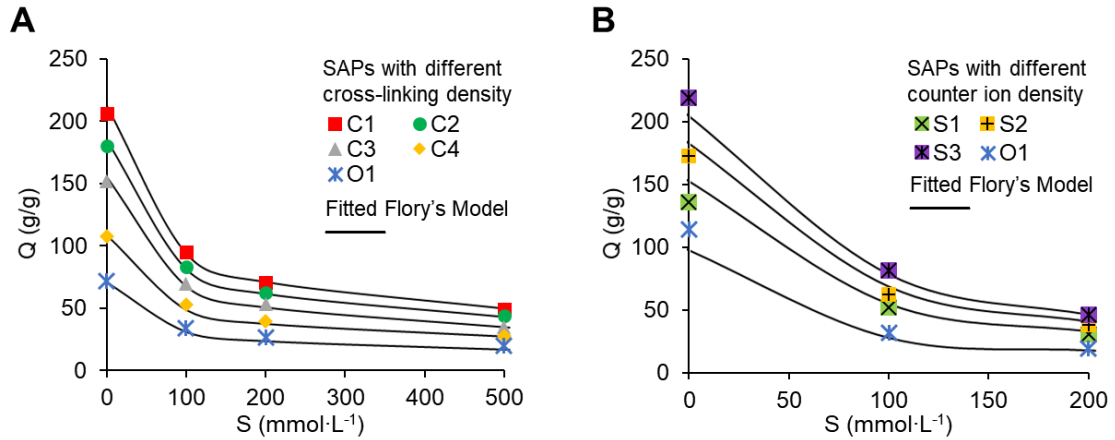 A
250
200
150
100
50
0
Q (g/g)
0 100 200 300 400 500
S (mmol·L-1)
SAPs with different
cross-linking density
C1 C2
C3 C4
O1
Fitted Flory's Model
B
250
200
150
100
50
0
Q (g/g)
0 50 100 150 200
S (mmol·L-1)
SAPs with different
counter ion density
S1 S2
S3 O1
Fitted Flory's Model